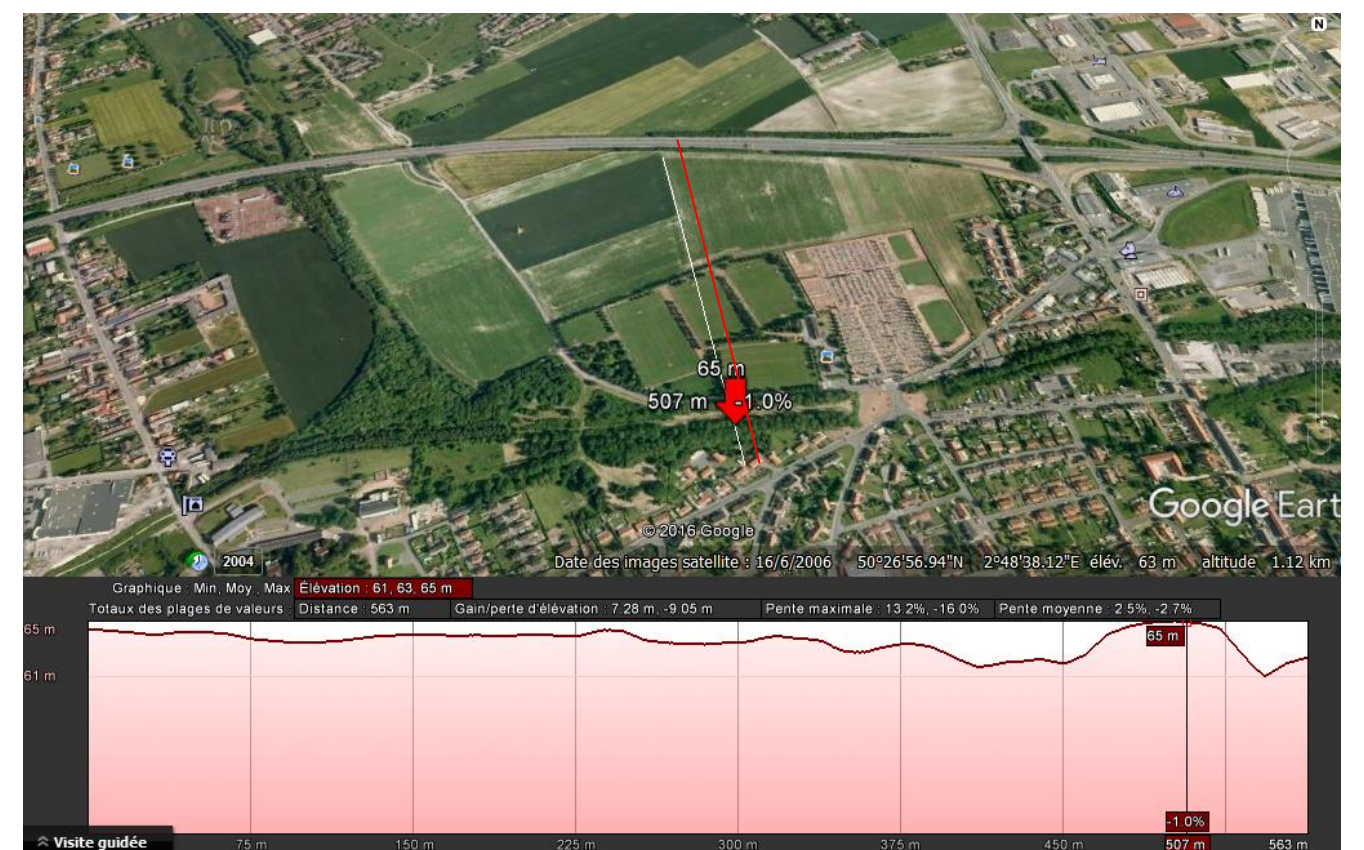 N
65 m
507 m -1.0%
Google Eart
© 2016 Google
2004
Date des images satellite : 16/6/2006 50°26'56.94"N 2°48'38.12"E élév. 63 m altitude 1.12 km
Graphique : Min, Moy , Max Élévation : 61, 63, 65 m
Totaux des plages de valeurs : Distance : 563 m Gain/perte d'élévation : 7.28 m, -9.05 m Pente maximale : 13.2%, -16.0% Pente moyenne : 2.5%, -2.7%
65 m
65 m
61 m
-1.0%
Visite guidée 75 m 150 m 225 m 300 m 375 m 450 m 507 m 563 m